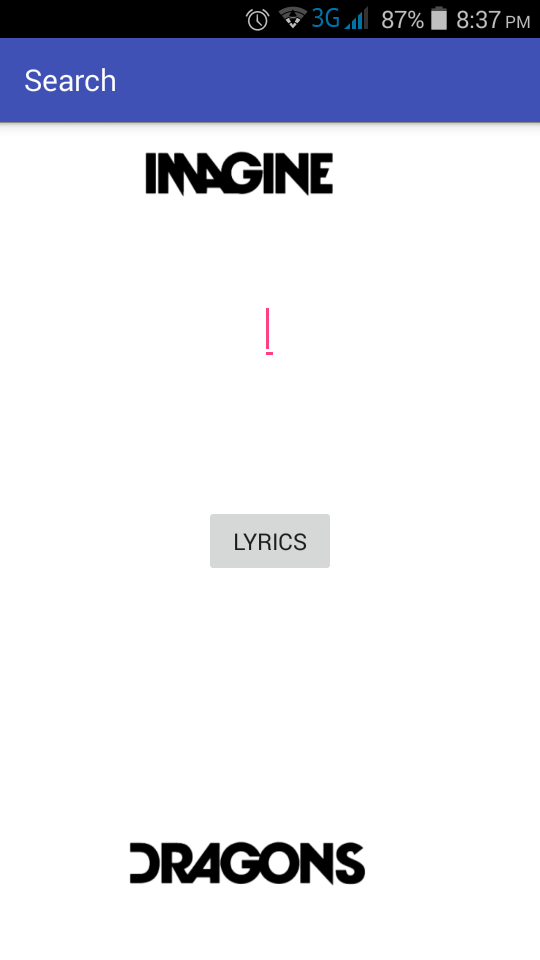 3G 87% 8:37 PM
Search
IMAGINE
LYRICS
DRAGONS